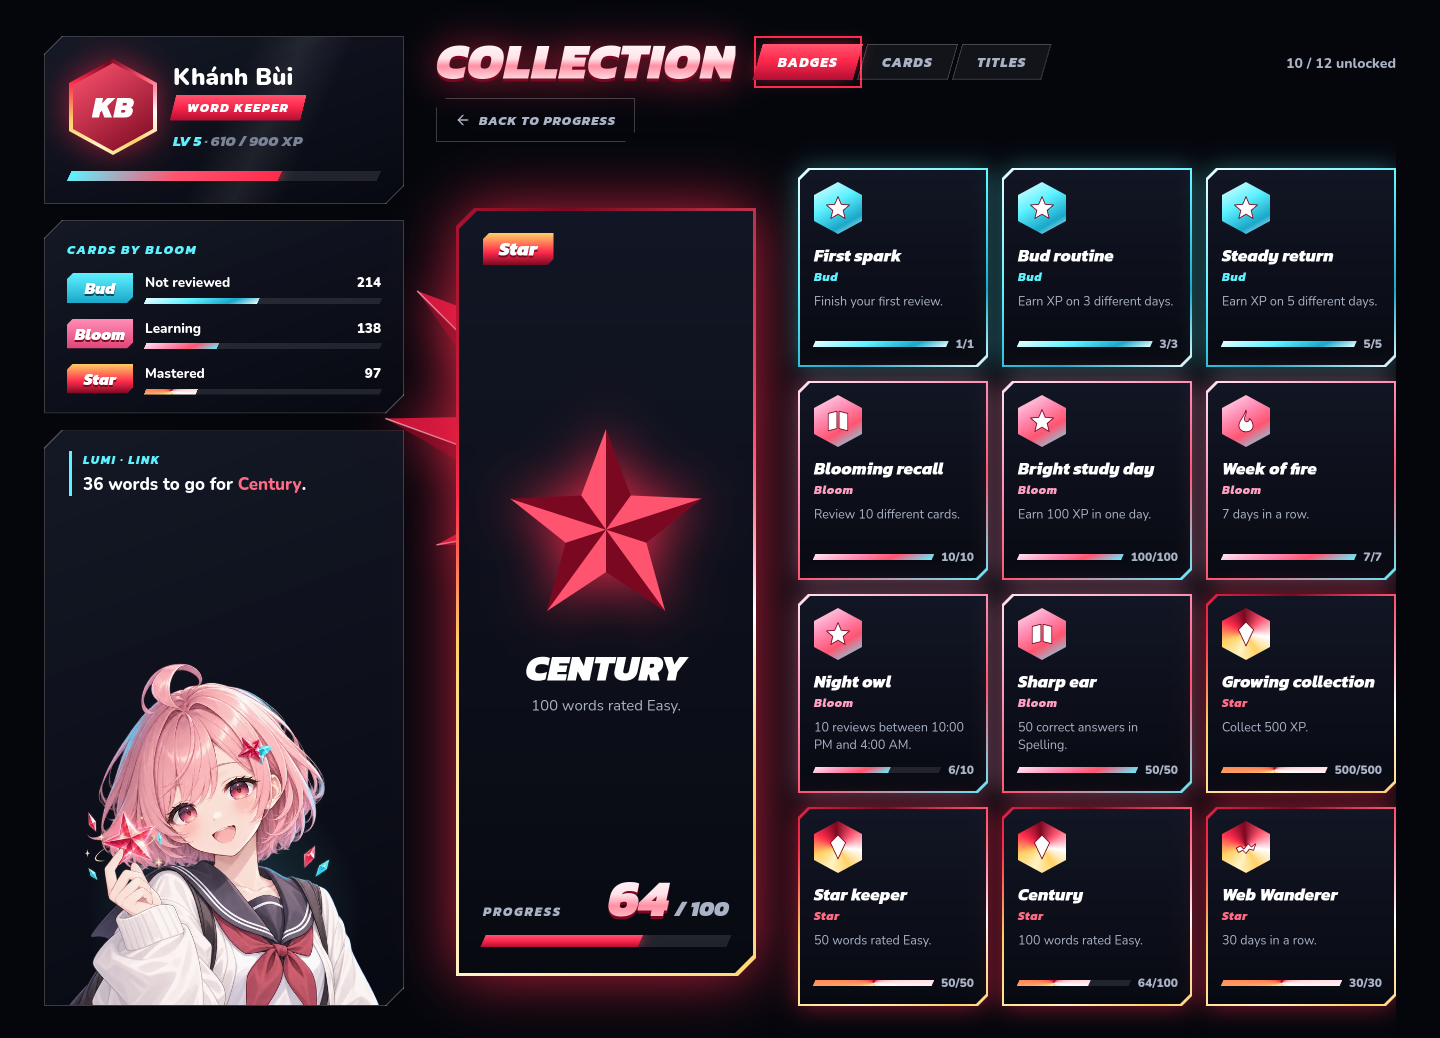 KB
Khánh Bùi
WORD KEEPER
LV 5 · 610 / 900 XP
CARDS BY BLOOM
Bud Not reviewed 214
Bloom Learning 138
Star Mastered 97
LUMI · LINK
36 words to go for Century.
COLLECTION
BADGES CARDS TITLES
10 / 12 unlocked
← BACK TO PROGRESS
Star
CENTURY
100 words rated Easy.
PROGRESS 64 / 100
First spark
Bud
Finish your first review.
1/1
Bud routine
Bud
Earn XP on 3 different days.
3/3
Steady return
Bud
Earn XP on 5 different days.
5/5
Blooming recall
Bloom
Review 10 different cards.
10/10
Bright study day
Bloom
Earn 100 XP in one day.
100/100
Week of fire
Bloom
7 days in a row.
7/7
Night owl
Bloom
10 reviews between 10:00
PM and 4:00 AM.
6/10
Sharp ear
Bloom
50 correct answers in
Spelling.
50/50
Growing collection
Star
Collect 500 XP.
500/500
Star keeper
Star
50 words rated Easy.
50/50
Century
Star
100 words rated Easy.
64/100
Web Wanderer
Star
30 days in a row.
30/30